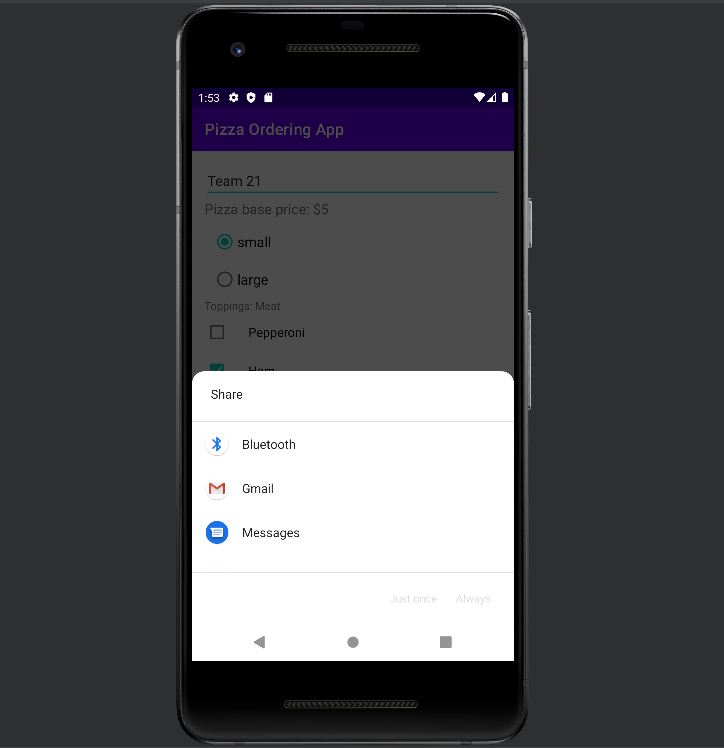 1:53
Pizza Ordering App
Team 21
Pizza base price: $5
small
large
Toppings: Meat
Pepperoni
Ham
Share
Bluetooth
Gmail
Messages
Just once Always